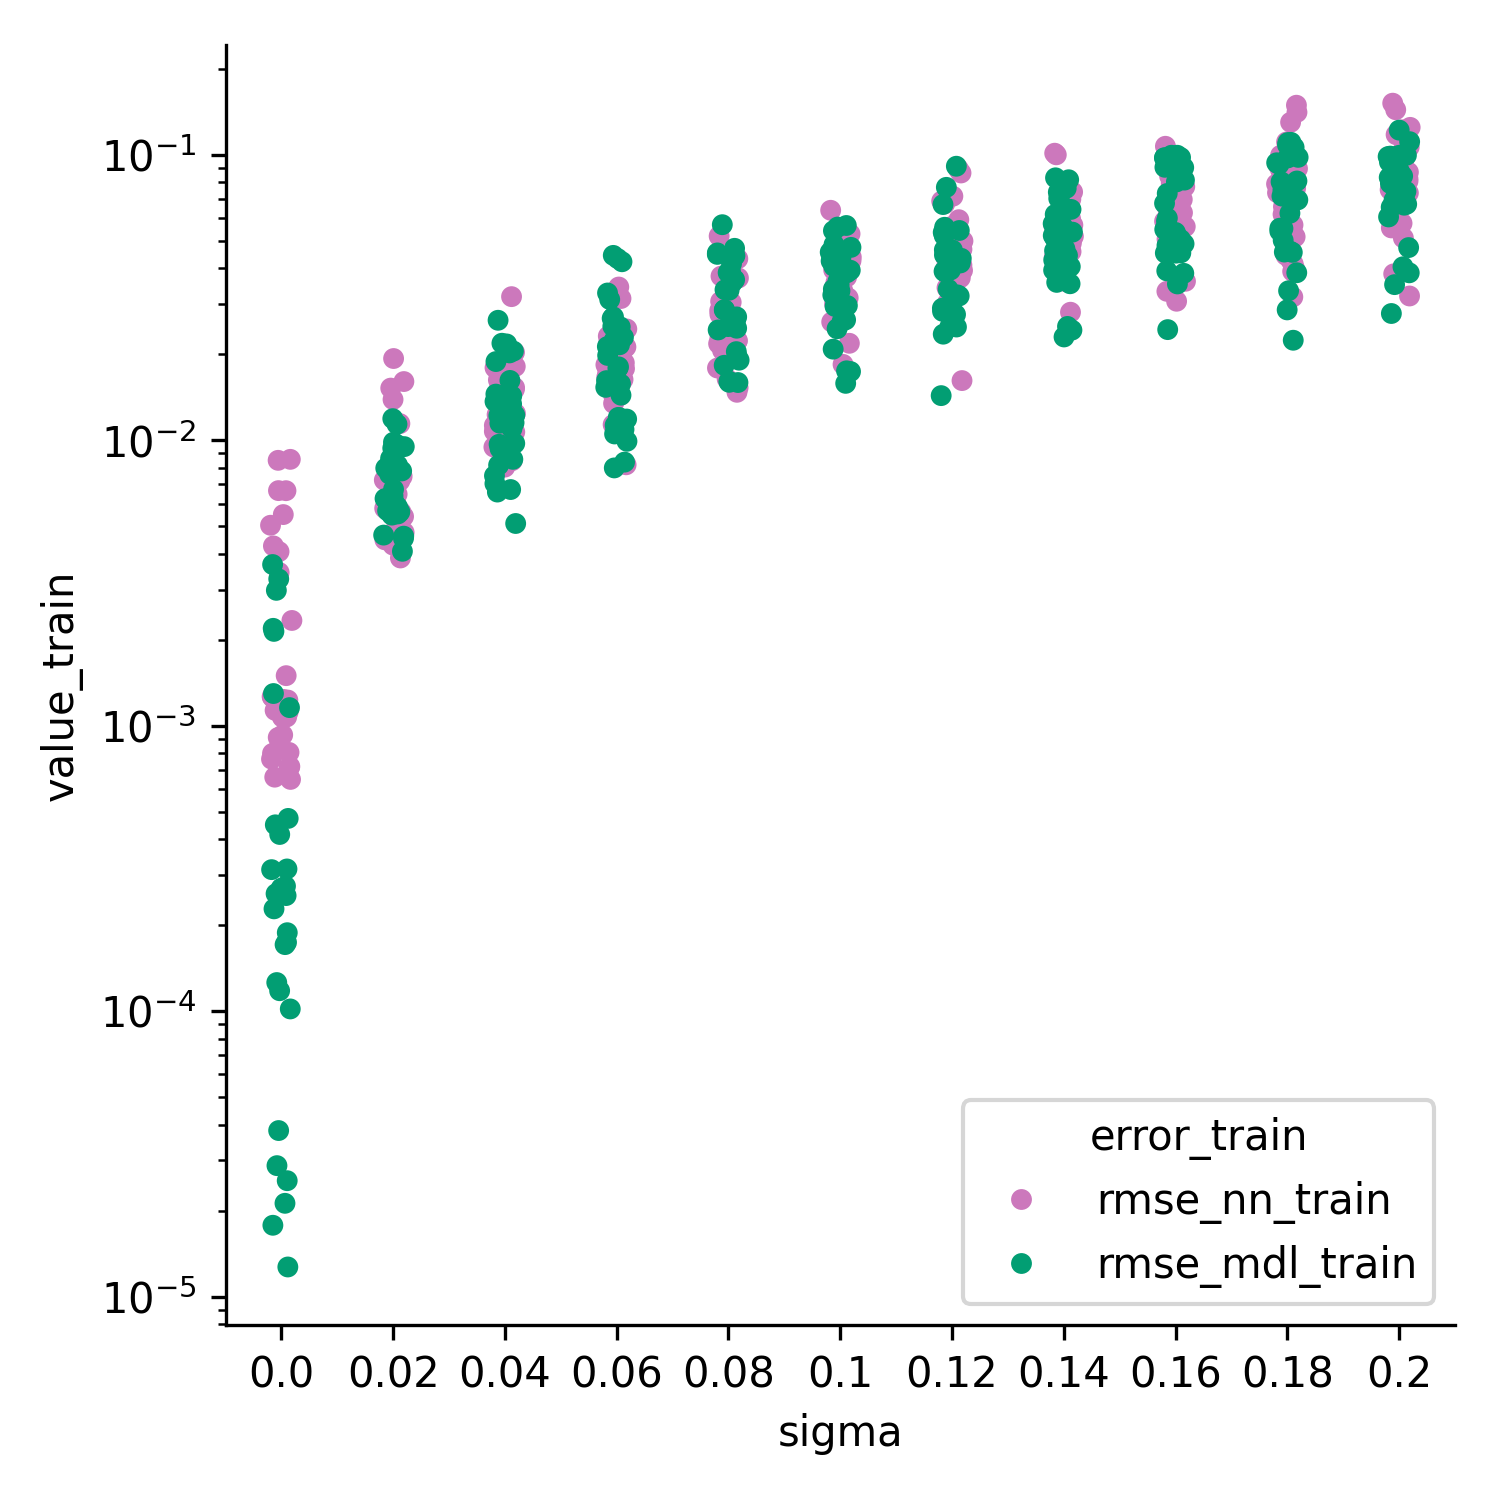 10⁻¹
10⁻²
10⁻³
10⁻⁴
10⁻⁵
value_train
error_train
rmse_nn_train
rmse_mdl_train
0.0 0.02 0.04 0.06 0.08 0.1 0.12 0.14 0.16 0.18 0.2
sigma